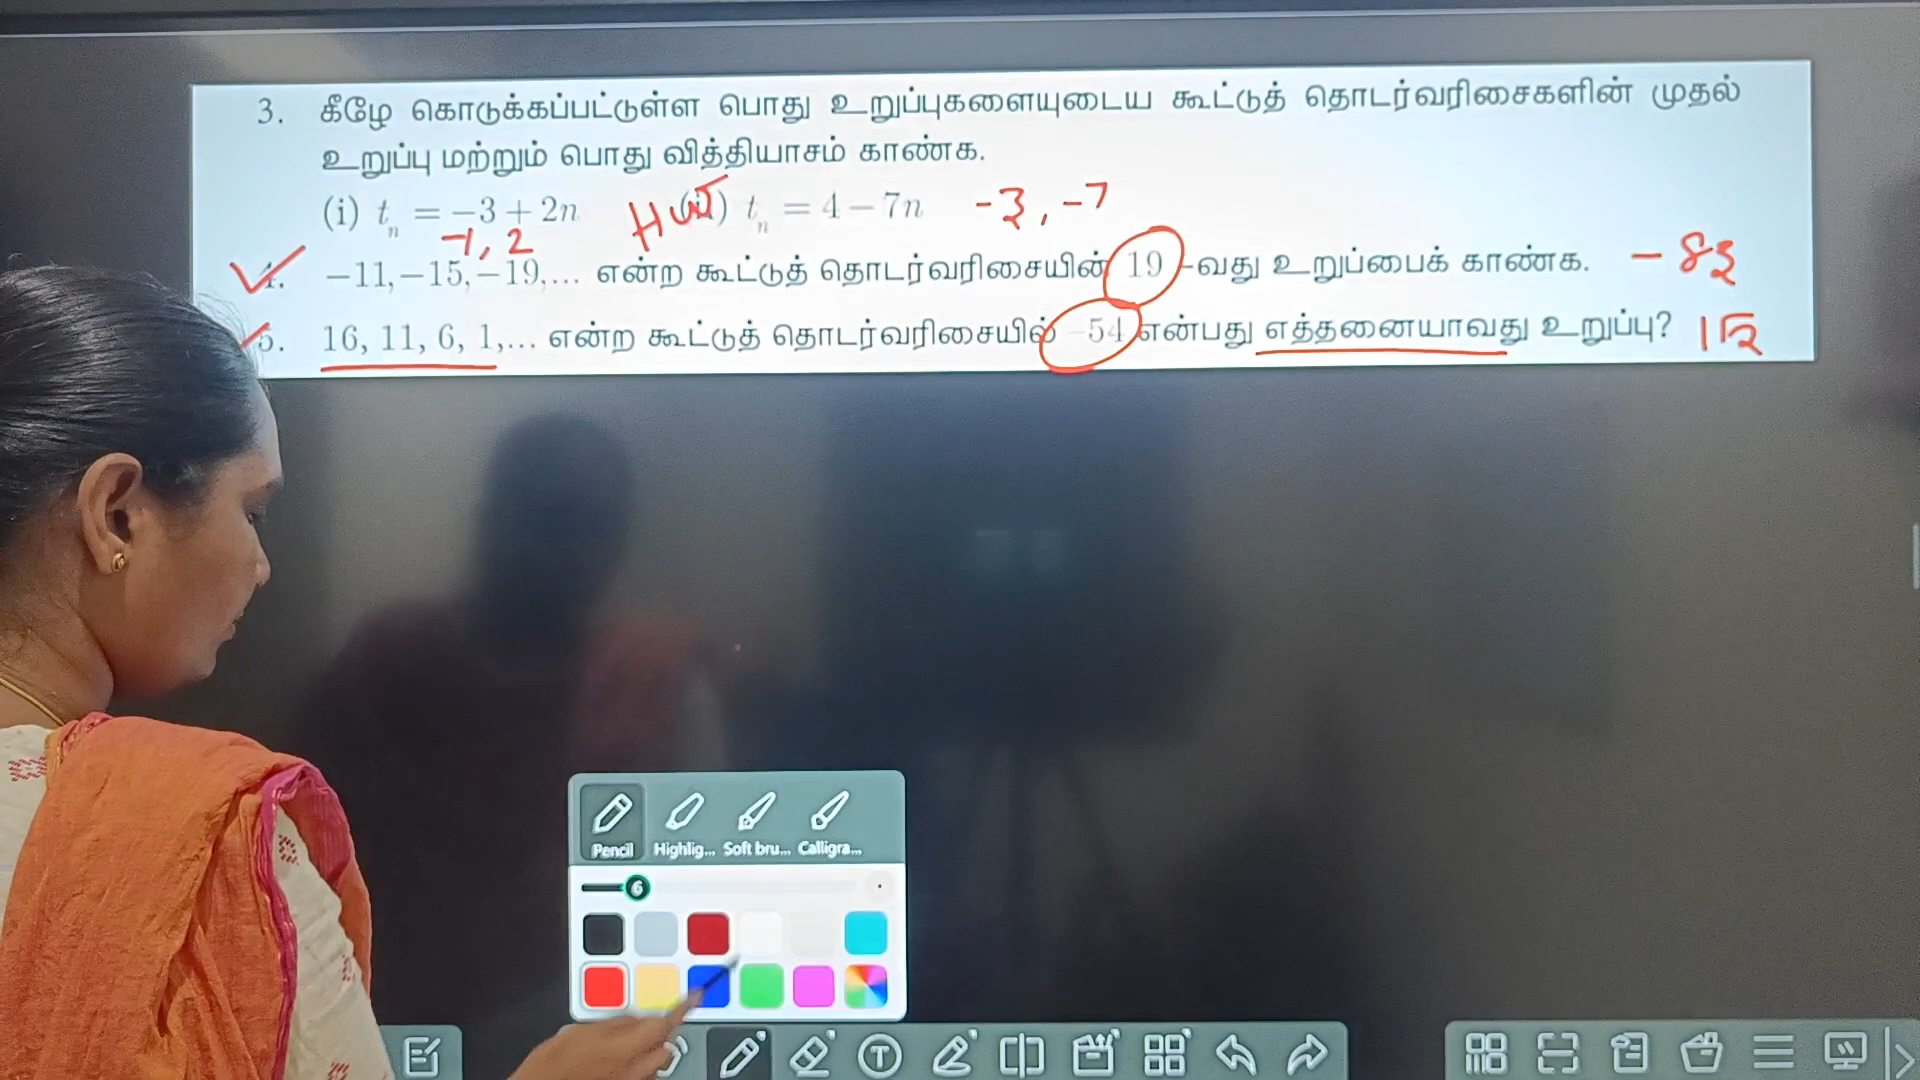 3. கீழே கொடுக்கப்பட்டுள்ள பொது உறுப்புகளையுடைய கூட்டுத் தொடர்வரிசைகளின் முதல்
உறுப்பு மற்றும் பொது வித்தியாசம் காண்க.
(i) tₙ = −3 + 2n HW tₙ = 4 − 7n -3, -7
-1, 2
4. −11, −15, −19,... என்ற கூட்டுத் தொடர்வரிசையின் 19 -வது உறுப்பைக் காண்க. - 83
5. 16, 11, 6, 1,... என்ற கூட்டுத் தொடர்வரிசையில் −54 என்பது எத்தனையாவது உறுப்பு? 15
Pencil Highlig... Soft bru... Calligra...
6